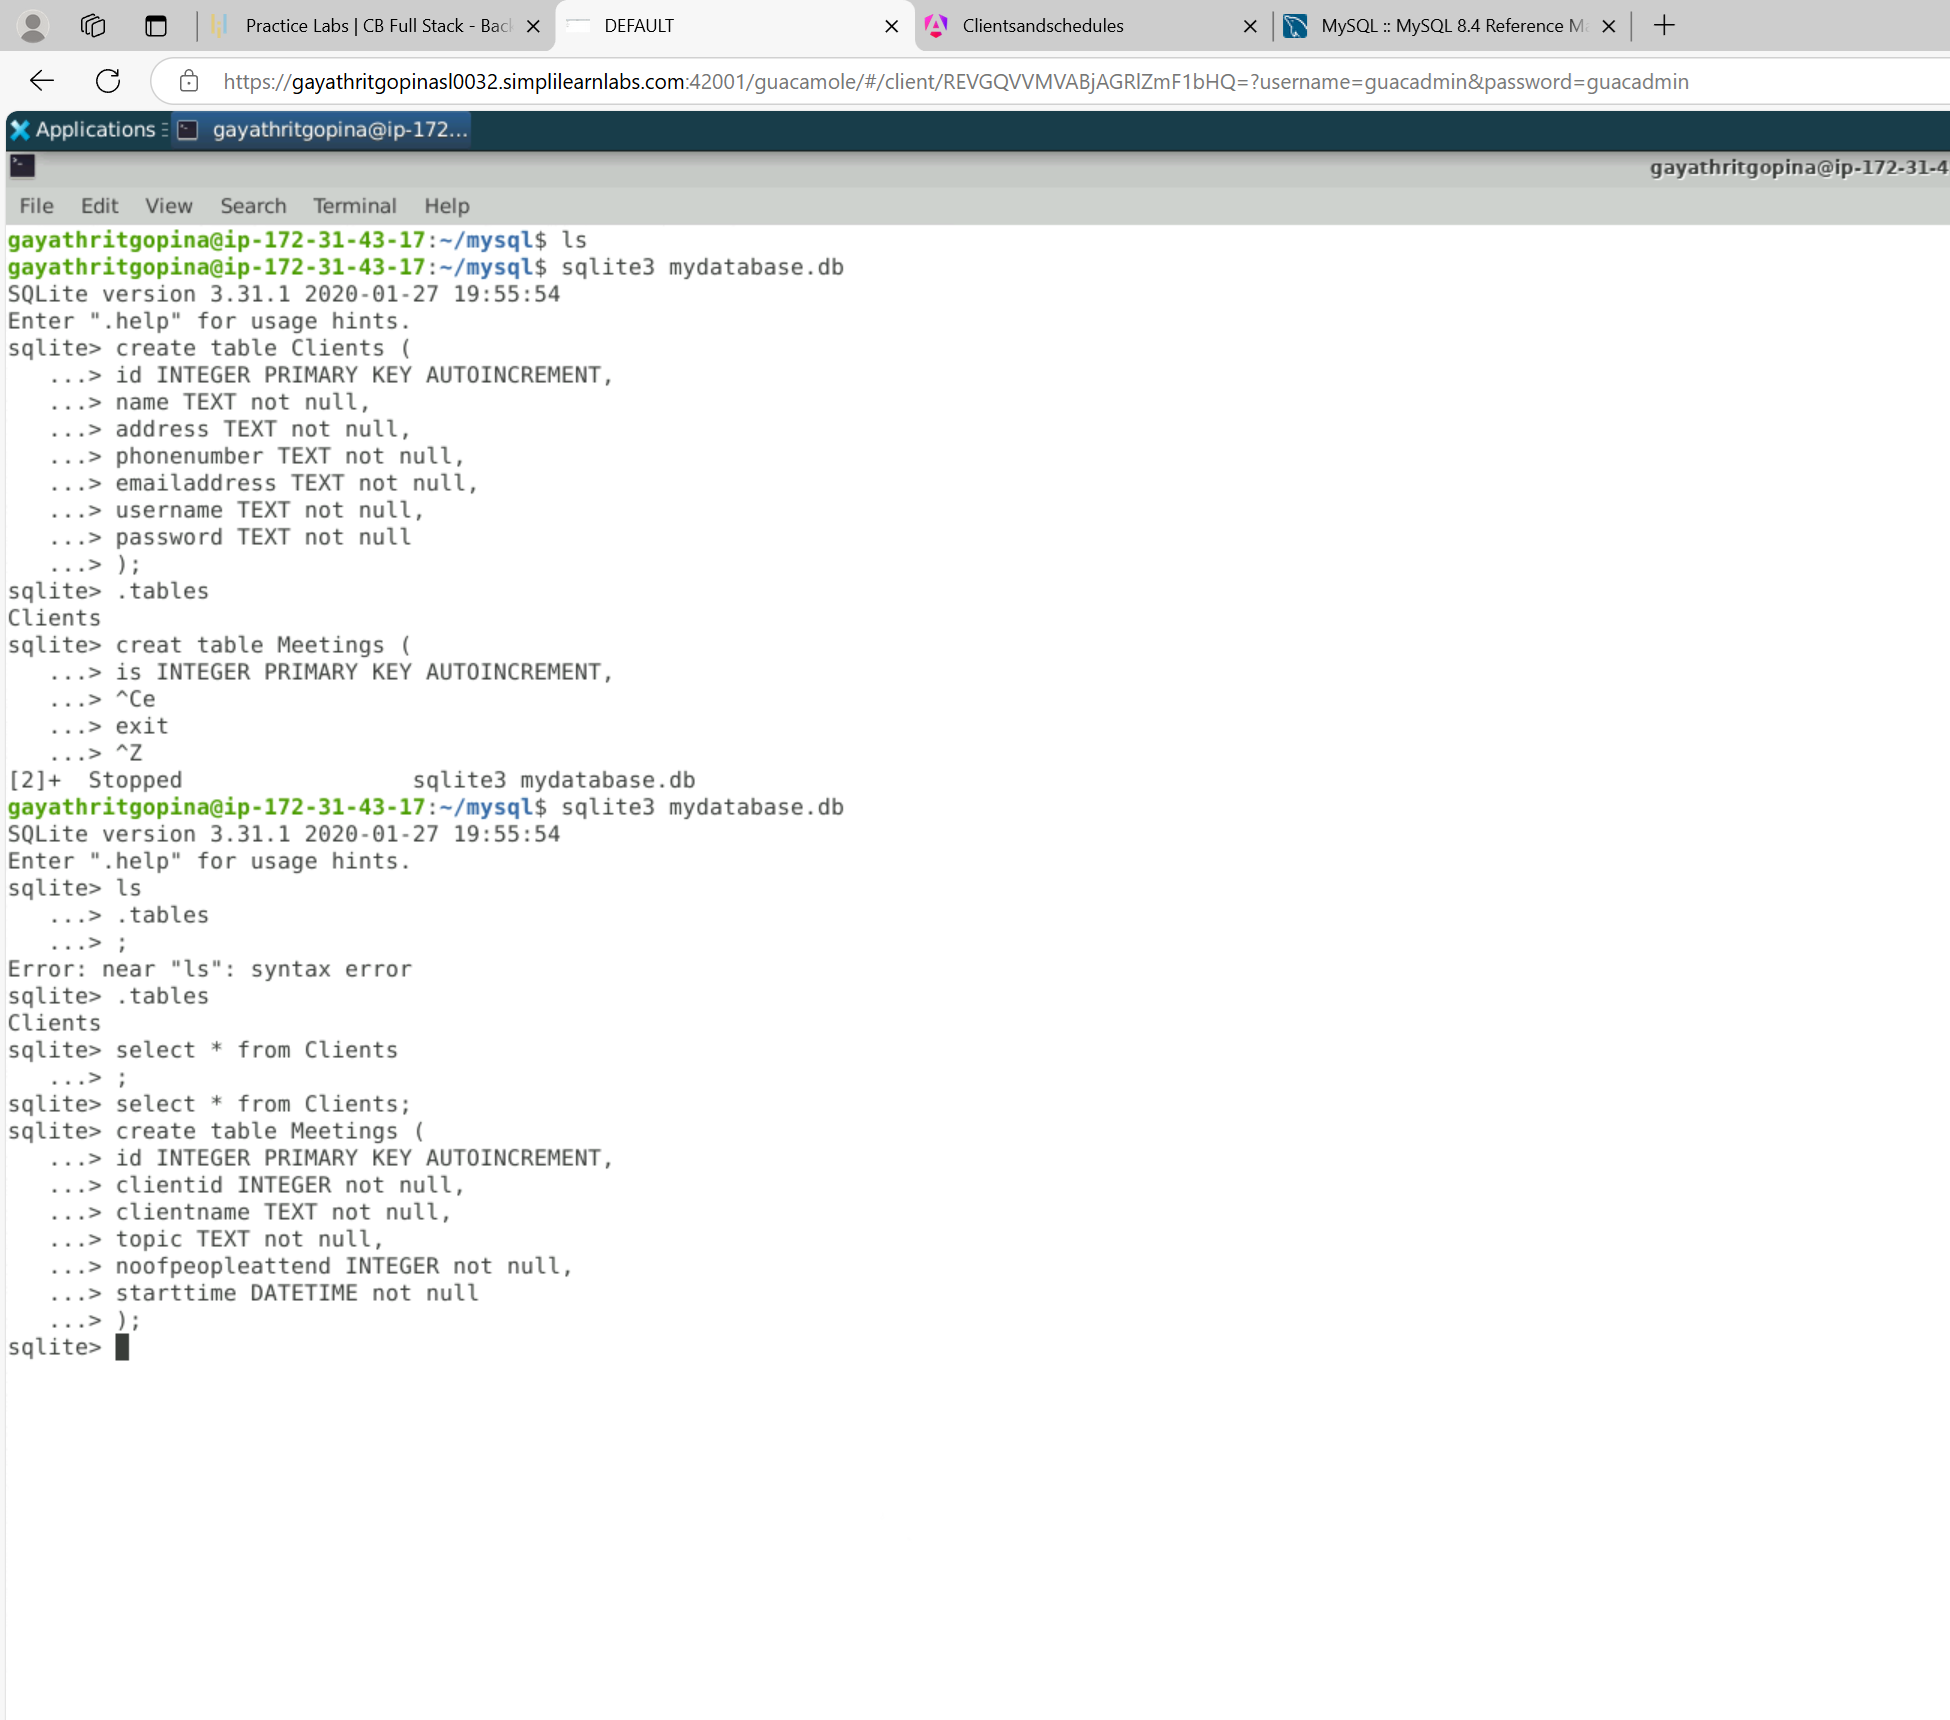 Practice Labs | CB Full Stack - Bac
DEFAULT
Clientsandschedules
MySQL :: MySQL 8.4 Reference Ma
https://gayathritgopinasl0032.simplilearnlabs.com:42001/guacamole/#/client/REVGQVVMVABjAGRlZmF1bHQ=?username=guacadmin&password=guacadmin
Applications
gayathritgopina@ip-172...
gayathritgopina@ip-172-31-4
File Edit View Search Terminal Help
gayathritgopina@ip-172-31-43-17:~/mysql$ ls
gayathritgopina@ip-172-31-43-17:~/mysql$ sqlite3 mydatabase.db
SQLite version 3.31.1 2020-01-27 19:55:54
Enter ".help" for usage hints.
sqlite> create table Clients (
...> id INTEGER PRIMARY KEY AUTOINCREMENT,
...> name TEXT not null,
...> address TEXT not null,
...> phonenumber TEXT not null,
...> emailaddress TEXT not null,
...> username TEXT not null,
...> password TEXT not null
...> );
sqlite> .tables
Clients
sqlite> creat table Meetings (
...> is INTEGER PRIMARY KEY AUTOINCREMENT,
...> ^Ce
...> exit
...> ^Z
[2]+  Stopped                 sqlite3 mydatabase.db
gayathritgopina@ip-172-31-43-17:~/mysql$ sqlite3 mydatabase.db
SQLite version 3.31.1 2020-01-27 19:55:54
Enter ".help" for usage hints.
sqlite> ls
...> .tables
...> ;
Error: near "ls": syntax error
sqlite> .tables
Clients
sqlite> select * from Clients
...> ;
sqlite> select * from Clients;
sqlite> create table Meetings (
...> id INTEGER PRIMARY KEY AUTOINCREMENT,
...> clientid INTEGER not null,
...> clientname TEXT not null,
...> topic TEXT not null,
...> noofpeopleattend INTEGER not null,
...> starttime DATETIME not null
...> );
sqlite>